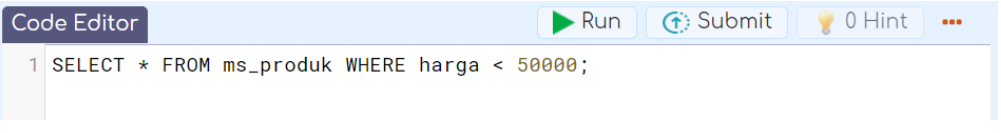 Code Editor Run Submit 0 Hint
1 SELECT * FROM ms_produk WHERE harga < 50000;